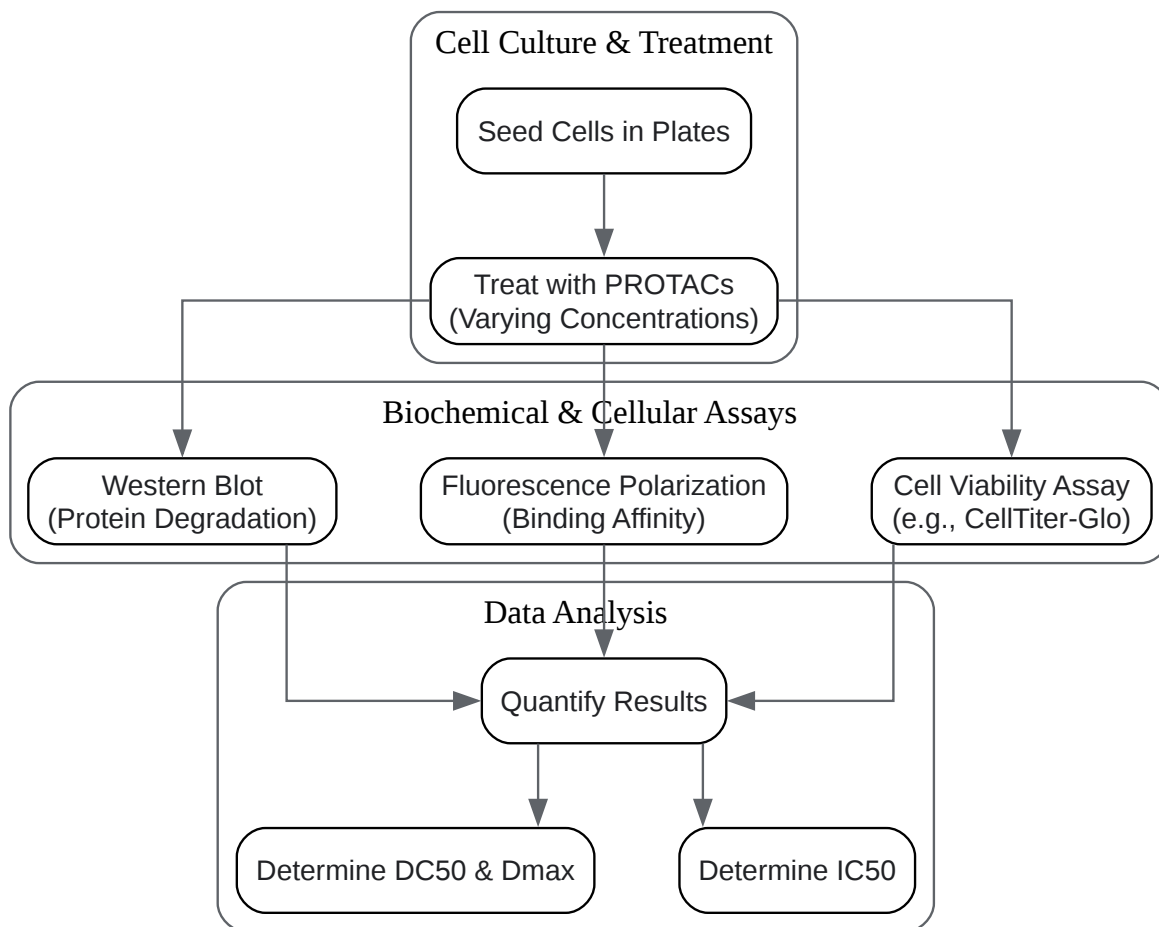 Cell Culture & Treatment
Seed Cells in Plates
Treat with PROTACs
(Varying Concentrations)
Biochemical & Cellular Assays
Western Blot
(Protein Degradation)
Fluorescence Polarization
(Binding Affinity)
Cell Viability Assay
(e.g., CellTiter-Glo)
Data Analysis
Quantify Results
Determine DC50 & Dmax
Determine IC50